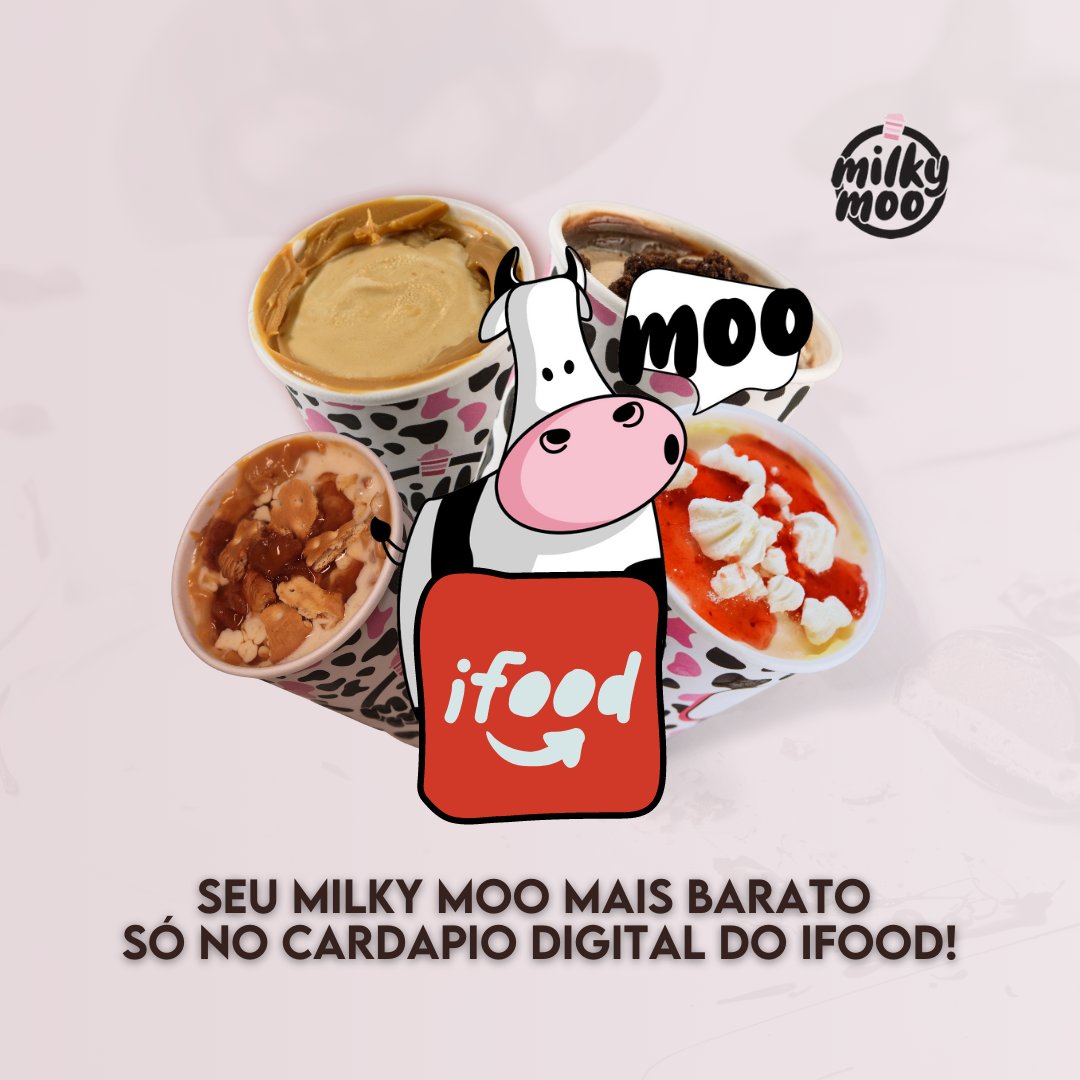 milky
moo
moo
ifood
SEU MILKY MOO MAIS BARATO
SÓ NO CARDAPIO DIGITAL DO IFOOD!